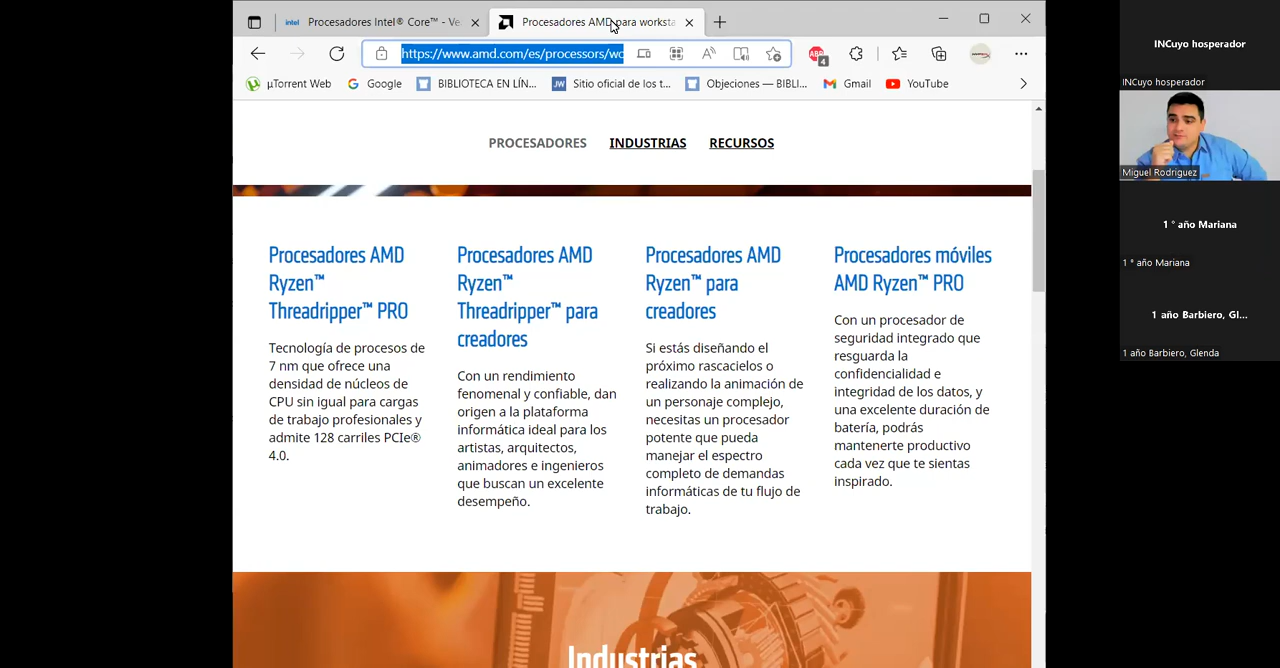 intel Procesadores Intel® Core™ - Ve
Procesadores AMD para worksta
https://www.amd.com/es/processors/wo
ABP
4
µTorrent Web
Google
BIBLIOTECA EN LÍN...
JW Sitio oficial de los t...
Objeciones — BIBLI...
Gmail
YouTube
PROCESADORES INDUSTRIAS RECURSOS
Procesadores AMD
Ryzen™
Threadripper™ PRO
Tecnología de procesos de
7 nm que ofrece una
densidad de núcleos de
CPU sin igual para cargas
de trabajo profesionales y
admite 128 carriles PCIe®
4.0.
Procesadores AMD
Ryzen™
Threadripper™ para
creadores
Con un rendimiento
fenomenal y confiable, dan
origen a la plataforma
informática ideal para los
artistas, arquitectos,
animadores e ingenieros
que buscan un excelente
desempeño.
Procesadores AMD
Ryzen™ para
creadores
Si estás diseñando el
próximo rascacielos o
realizando la animación de
un personaje complejo,
necesitas un procesador
potente que pueda
manejar el espectro
completo de demandas
informáticas de tu flujo de
trabajo.
Procesadores móviles
AMD Ryzen™ PRO
Con un procesador de
seguridad integrado que
resguarda la
confidencialidad e
integridad de los datos, y
una excelente duración de
batería, podrás
mantenerte productivo
cada vez que te sientas
inspirado.
Industrias
INCuyo hosperador
INCuyo hosperador
Miguel Rodriguez
1 ° año Mariana
1 ° año Mariana
1 año Barbiero, Gl...
1 año Barbiero, Glenda